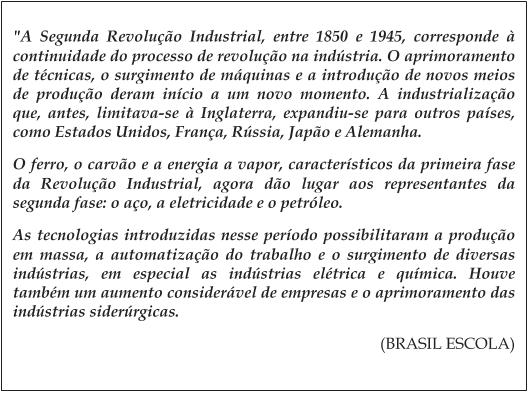 "A Segunda Revolução Industrial, entre 1850 e 1945, corresponde à
continuidade do processo de revolução na indústria. O aprimoramento
de técnicas, o surgimento de máquinas e a introdução de novos meios
de produção deram início a um novo momento. A industrialização
que, antes, limitava-se à Inglaterra, expandiu-se para outros países,
como Estados Unidos, França, Rússia, Japão e Alemanha.
O ferro, o carvão e a energia a vapor, característicos da primeira fase
da Revolução Industrial, agora dão lugar aos representantes da
segunda fase: o aço, a eletricidade e o petróleo.
As tecnologias introduzidas nesse período possibilitaram a produção
em massa, a automatização do trabalho e o surgimento de diversas
indústrias, em especial as indústrias elétrica e química. Houve
também um aumento considerável de empresas e o aprimoramento das
indústrias siderúrgicas.
(BRASIL ESCOLA)